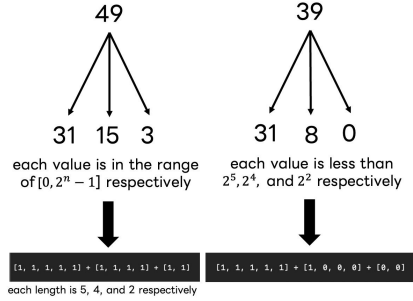 49
31 15 3
each value is in the range
of [0, 2ⁿ − 1] respectively
[1, 1, 1, 1, 1] + [1, 1, 1, 1] + [1, 1]
each length is 5, 4, and 2 respectively
39
31 8 0
each value is less than
2⁵, 2⁴, and 2² respectively
[1, 1, 1, 1, 1] + [1, 0, 0, 0] + [0, 0]